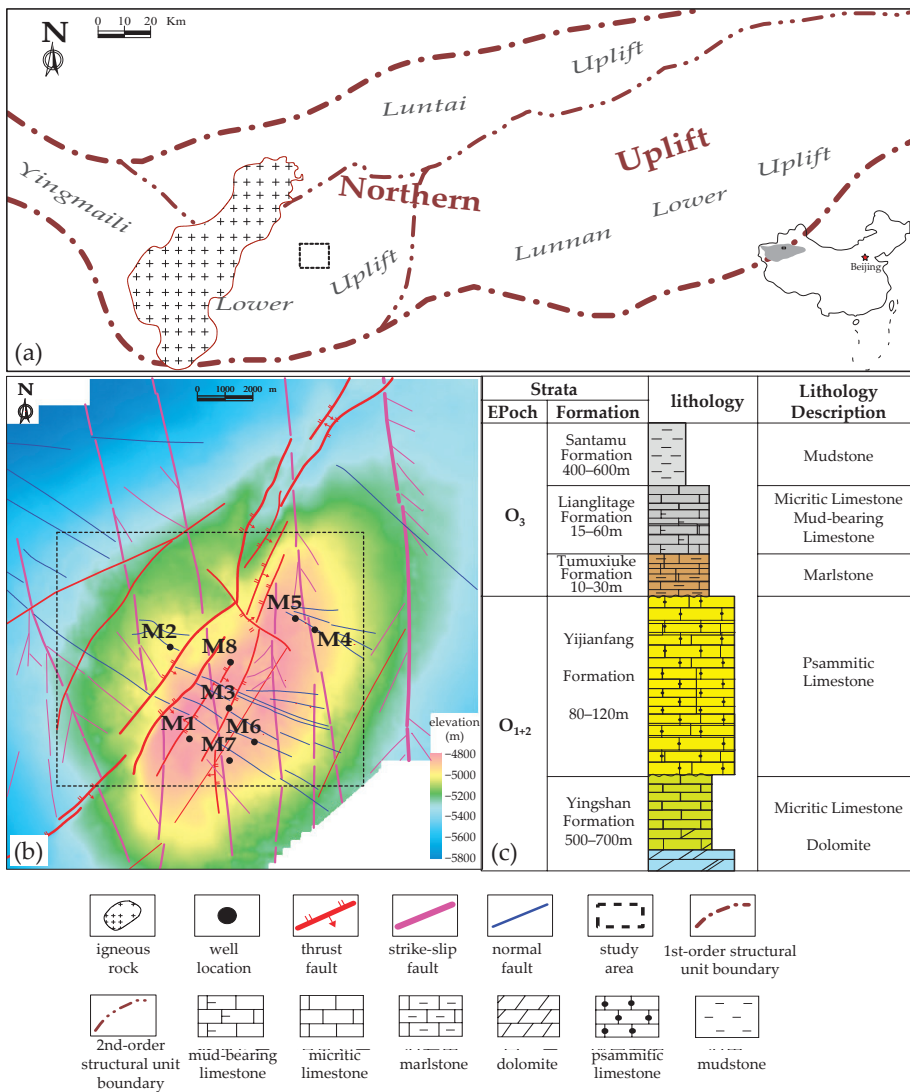 0 10 20 Km
N
Luntai Uplift
Yingmaili Lower Uplift
Northern Uplift
Lunnan Lower Uplift
Beijing
(a)
N
0 1000 2000 m
M5
M4
M2
M8
M3
M1
M6
M7
elevation
(m)
−4800
−5000
−5200
−5400
−5600
−5800
(b)
Strata
lithology
Lithology
Description
EPoch
Formation
O3
Santamu
Formation
400–600m
Mudstone
Lianglitage
Formation
15–60m
Micritic Limestone
Mud-bearing
Limestone
Tumuxiuke
Formation
10–30m
Marlstone
O1+2
Yijianfang
Formation
80–120m
Psammitic
Limestone
Yingshan
Formation
500–700m
Micritic Limestone
Dolomite
(c)
igneous
rock
well
location
thrust
fault
strike-slip
fault
normal
fault
study
area
1st-order structural
unit boundary
2nd-order
structural unit
boundary
mud-bearing
limestone
micritic
limestone
marlstone
dolomite
psammitic
limestone
mudstone